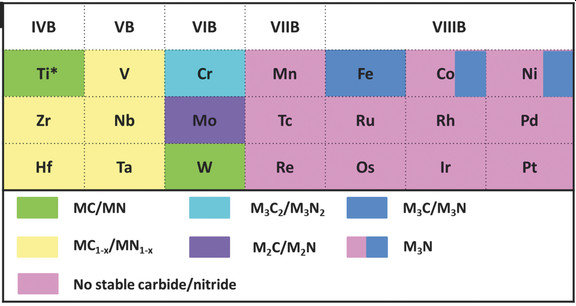 IVB VB VIB VIIB VIIIB
Ti* V Cr Mn Fe Co Ni
Zr Nb Mo Tc Ru Rh Pd
Hf Ta W Re Os Ir Pt
MC/MN M₃C₂/M₃N₂ M₃C/M₃N
MC₁₋ₓ/MN₁₋ₓ M₂C/M₂N M₃N
No stable carbide/nitride